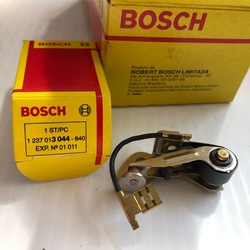 BOSCH
Produto de
ROBERT BOSCH LIMITADA
BOSCH
1 ST/PC
1 237 013 044 - 840
EXP. Nº 01 011